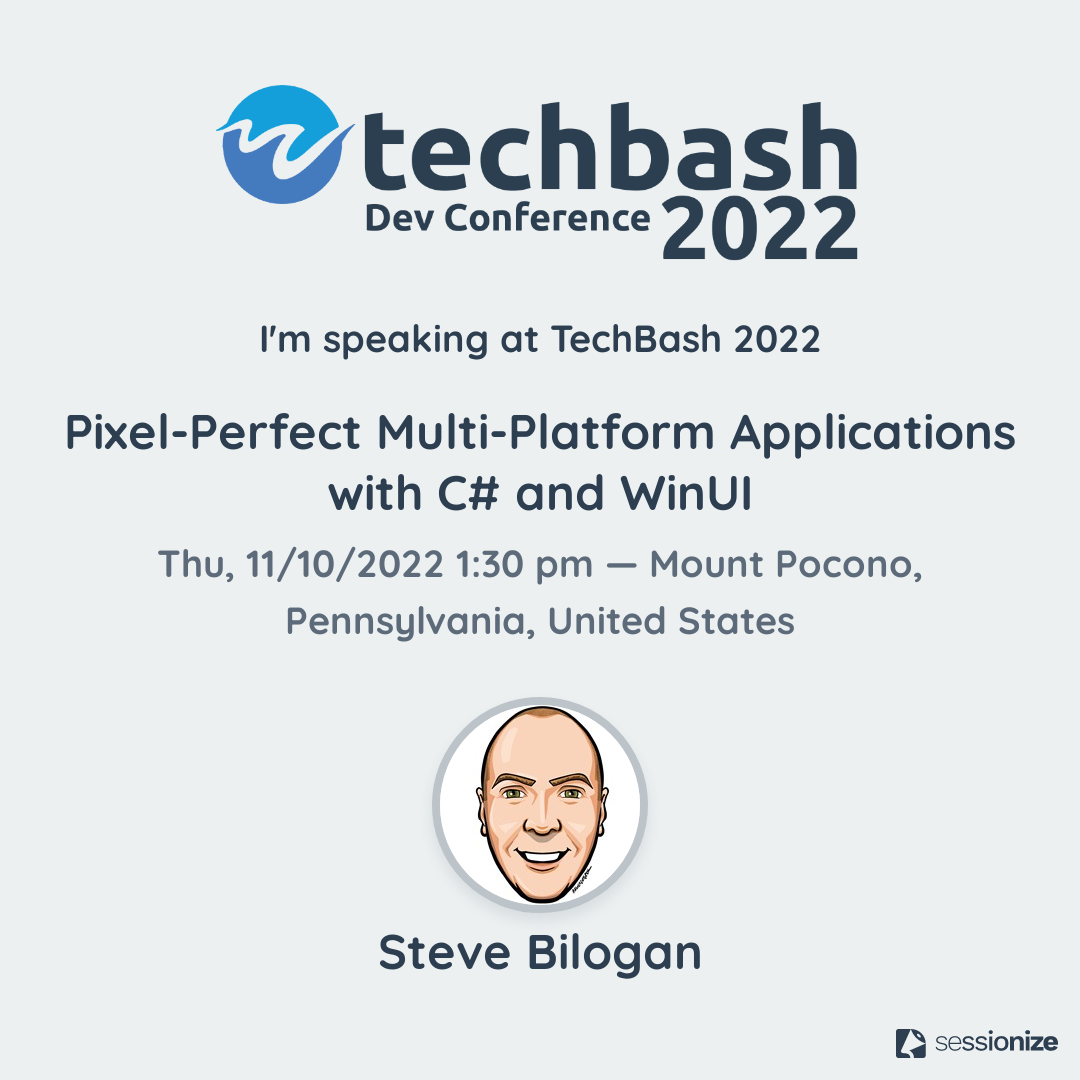 techbash
Dev Conference 2022
I'm speaking at TechBash 2022
Pixel-Perfect Multi-Platform Applications
with C# and WinUI
Thu, 11/10/2022 1:30 pm — Mount Pocono,
Pennsylvania, United States
Steve Bilogan
sessionize